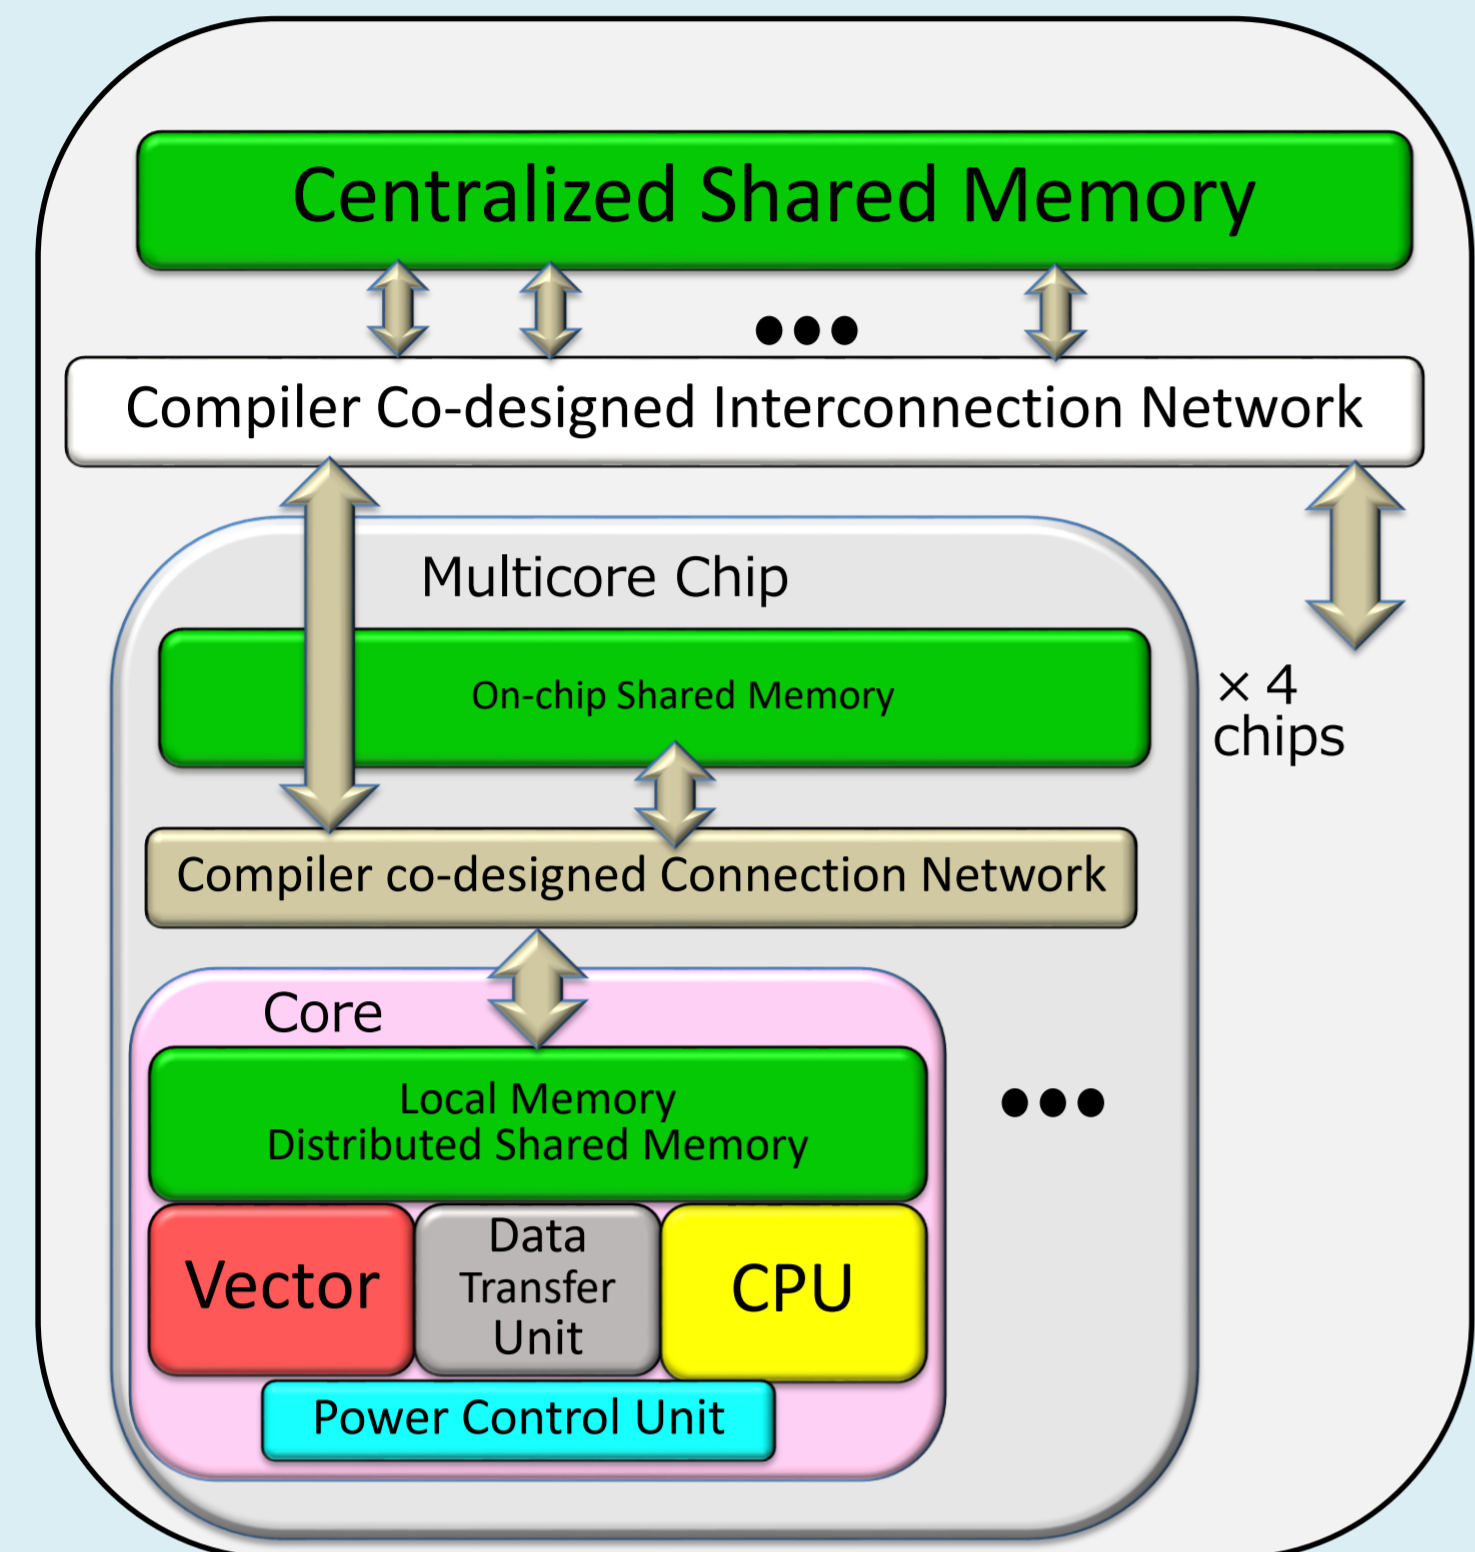 Centralized Shared Memory
Compiler Co-designed Interconnection Network
Multicore Chip
On-chip Shared Memory
× 4
chips
Compiler co-designed Connection Network
Core
Local Memory
Distributed Shared Memory
Vector
Data
Transfer
Unit
CPU
Power Control Unit